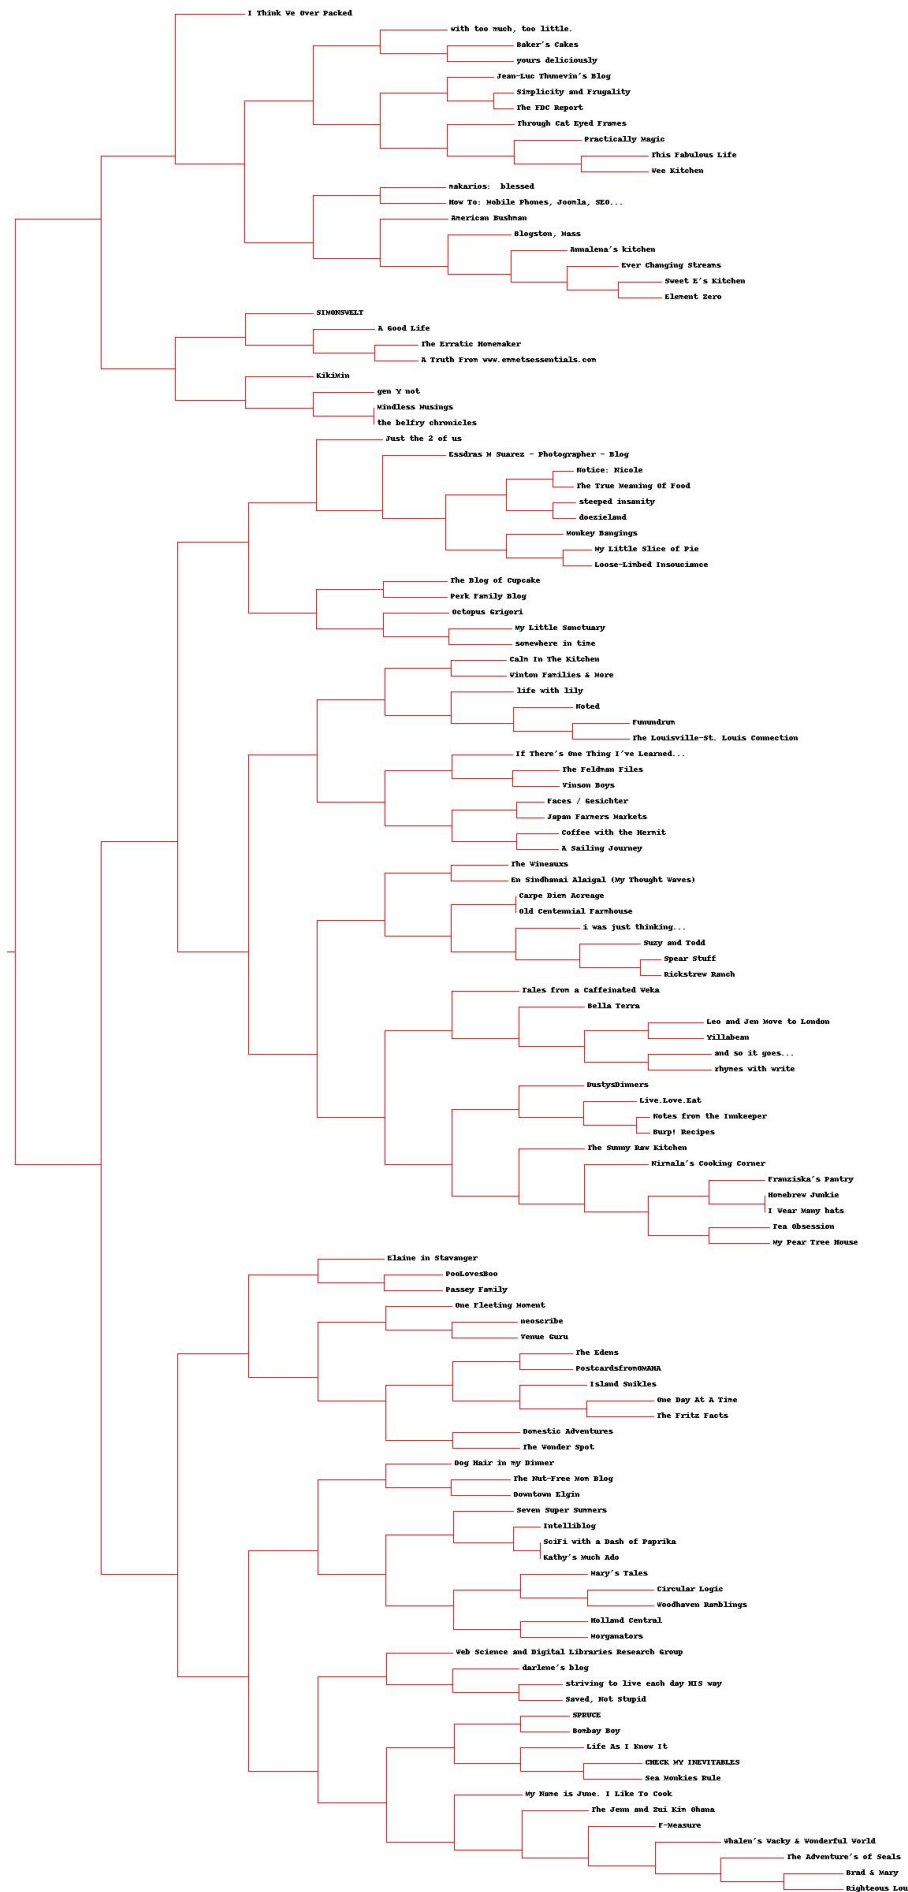 I Think We Over Packed
with too much, too little.
Baker's Cakes
yours deliciously
Jean-Luc Thunevin's Blog
Simplicity and Frugality
The FDC Report
Through Cat Eyed Frames
Practically Magic
This Fabulous Life
Wee Kitchen
makarios: blessed
How To: Mobile Phones, Joomla, SEO...
American Bushman
Blogston, Mass
Annalena's kitchen
Ever Changing Streams
Sweet E's Kitchen
Element Zero
SIMONSWELT
A Good Life
The Erratic Homemaker
A Truth From www.emmetsessentials.com
KikiMin
gen Y not
Mindless Musings
the belfry chronicles
Just the 2 of us
Essdras M Suarez - Photographer - Blog
Notice: Nicole
The True Meaning Of Food
steeped insanity
doezieland
Monkey Bangings
My Little Slice of Pie
Loose-Limbed Insouciance
The Blog of Cupcake
Perk Family Blog
Octopus Grigori
My Little Sanctuary
somewhere in time
Calm In The Kitchen
Winton Families & More
life with lily
Noted
Funundrum
The Louisville-St. Louis Connection
If There's One Thing I've Learned...
The Feldman Files
Vinson Boys
Faces / Gesichter
Japan Farmers Markets
Coffee with the Hermit
A Sailing Journey
The Wineauxs
En Sindhanai Alaigal (My Thought Waves)
Carpe Diem Acreage
Old Centennial Farmhouse
i was just thinking...
Suzy and Todd
Spear Stuff
Rickstrew Ranch
Tales from a Caffeinated Weka
Bella Terra
Leo and Jen Move to London
Yillabean
and so it goes...
rhymes with write
DustysDinners
Live.Love.Eat
Notes from the Innkeeper
Burp! Recipes
The Sunny Raw Kitchen
Nirmala's Cooking Corner
Franziska's Pantry
Homebrew Junkie
I Wear Many hats
Tea Obsession
My Pear Tree House
Elaine in Stavanger
PooLovesBoo
Passey Family
One Fleeting Moment
neoscribe
Venue Guru
The Edens
PostcardsfromOMAHA
Island Snikles
One Day At A Time
The Fritz Facts
Domestic Adventures
The Wonder Spot
Dog Hair in my Dinner
The Nut-Free Mom Blog
Downtown Elgin
Seven Super Summers
Intelliblog
SciFi with a Dash of Paprika
Kathy's Much Ado
Mary's Tales
Circular Logic
Woodhaven Ramblings
Holland Central
Morganators
Web Science and Digital Libraries Research Group
darlene's blog
striving to live each day HIS way
Saved, Not Stupid
SPRUCE
Bombay Boy
Life As I Know It
CHECK MY INEVITABLES
Sea Monkies Rule
My Name is June. I Like To Cook
The Jenn and Zui Kim Ohana
F-Measure
Whalen's Wacky & Wonderful World
The Adventure's of Seals
Brad & Mary
Righteous Lou